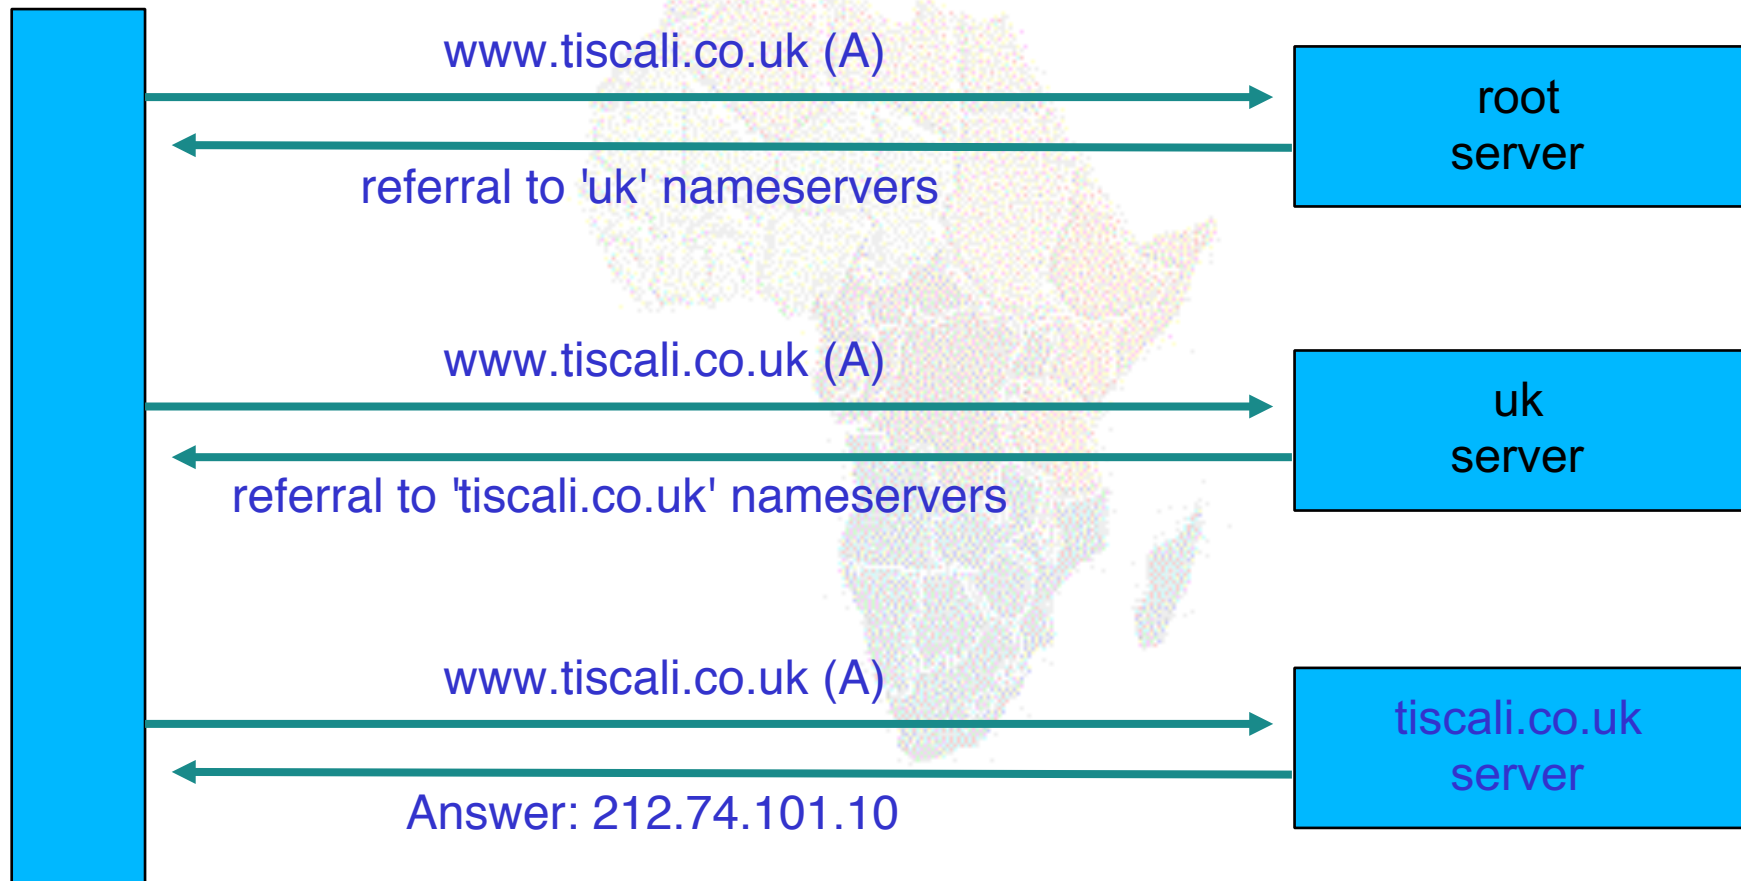 www.tiscali.co.uk (A)
root
server
referral to 'uk' nameservers
www.tiscali.co.uk (A)
uk
server
referral to 'tiscali.co.uk' nameservers
www.tiscali.co.uk (A)
tiscali.co.uk
server
Answer: 212.74.101.10